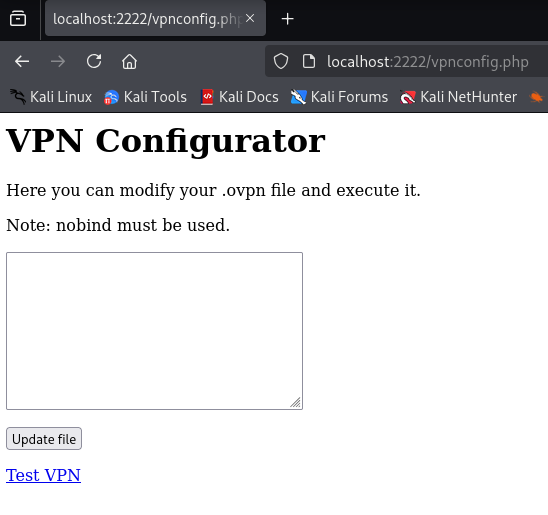 localhost:2222/vpnconfig.php
localhost:2222/vpnconfig.php
Kali Linux Kali Tools Kali Docs Kali Forums Kali NetHunter
VPN Configurator
Here you can modify your .ovpn file and execute it.
Note: nobind must be used.
Update file
Test VPN